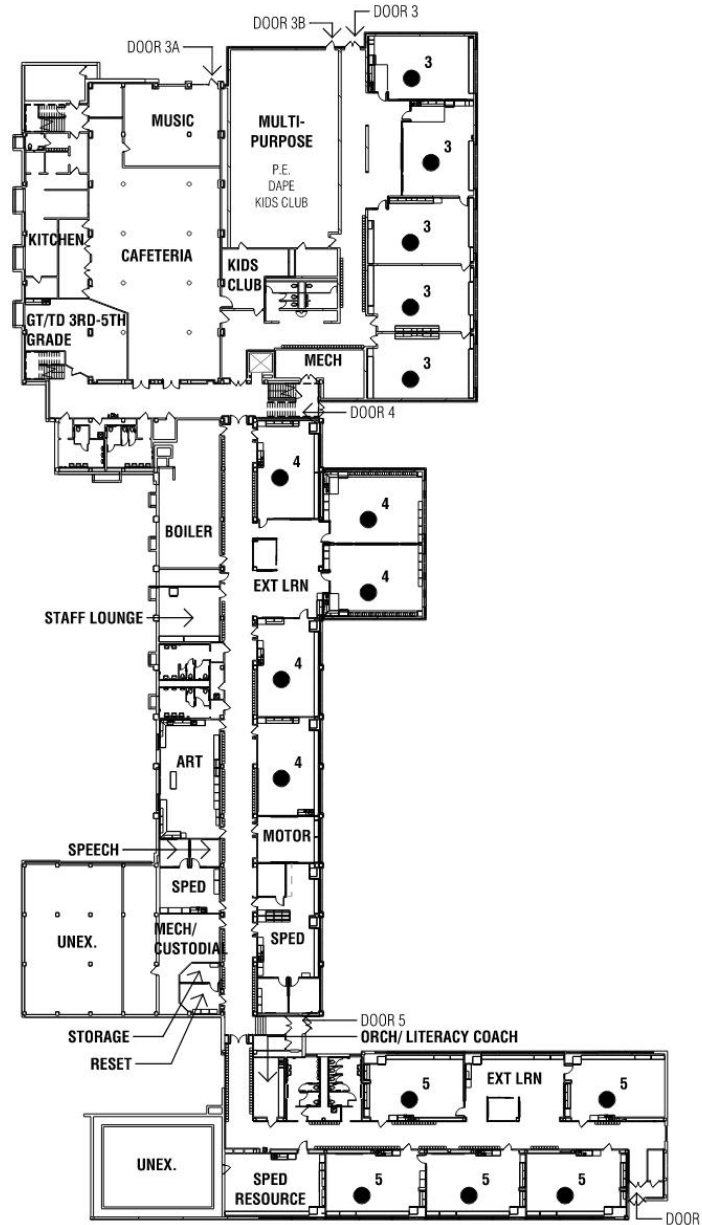 DOOR 3
DOOR 3B
DOOR 3A
3
MUSIC
MULTI-
PURPOSE
P.E.
DAPE
KIDS CLUB
3
3
KITCHEN
CAFETERIA
KIDS
CLUB
3
GT/TD 3RD-5TH
GRADE
MECH
3
DOOR 4
4
4
BOILER
EXT LRN
4
STAFF LOUNGE
4
ART
4
MOTOR
SPEECH
SPED
UNEX.
MECH/
CUSTODIAL
SPED
DOOR 5
STORAGE
ORCH/ LITERACY COACH
RESET
5
EXT LRN
5
UNEX.
SPED
RESOURCE
5
5
5
DOOR